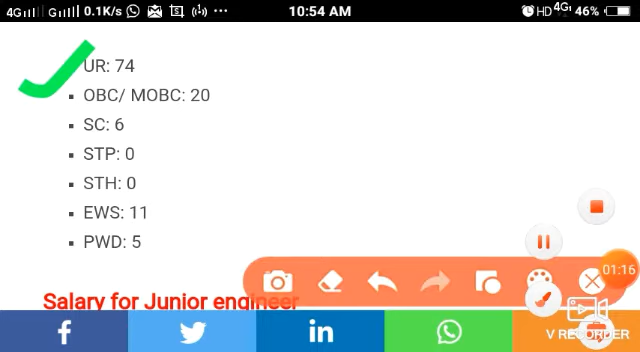 4G G 0.1K/s 10:54 AM HD 4G 46%
UR: 74
OBC/ MOBC: 20
SC: 6
STP: 0
STH: 0
EWS: 11
PWD: 5
01:16
Salary for Junior engineer
V RECORDER